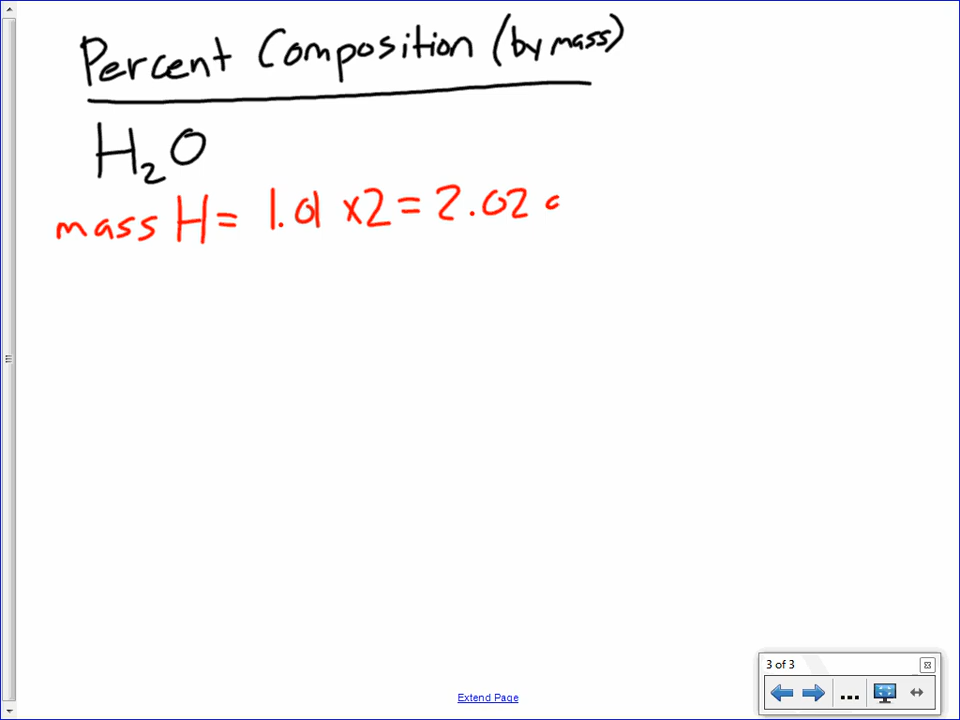 Percent Composition (by mass)
H₂O
mass H = 1.01 x2 = 2.02
3 of 3
...
Extend Page